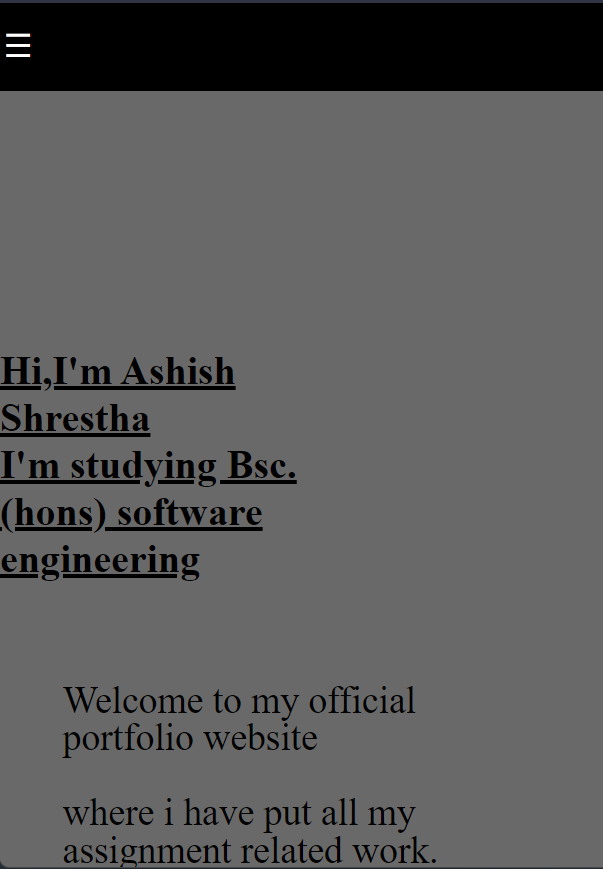 Hi,I'm Ashish
Shrestha
I'm studying Bsc.
(hons) software
engineering
Welcome to my official
portfolio website
where i have put all my
assignment related work.